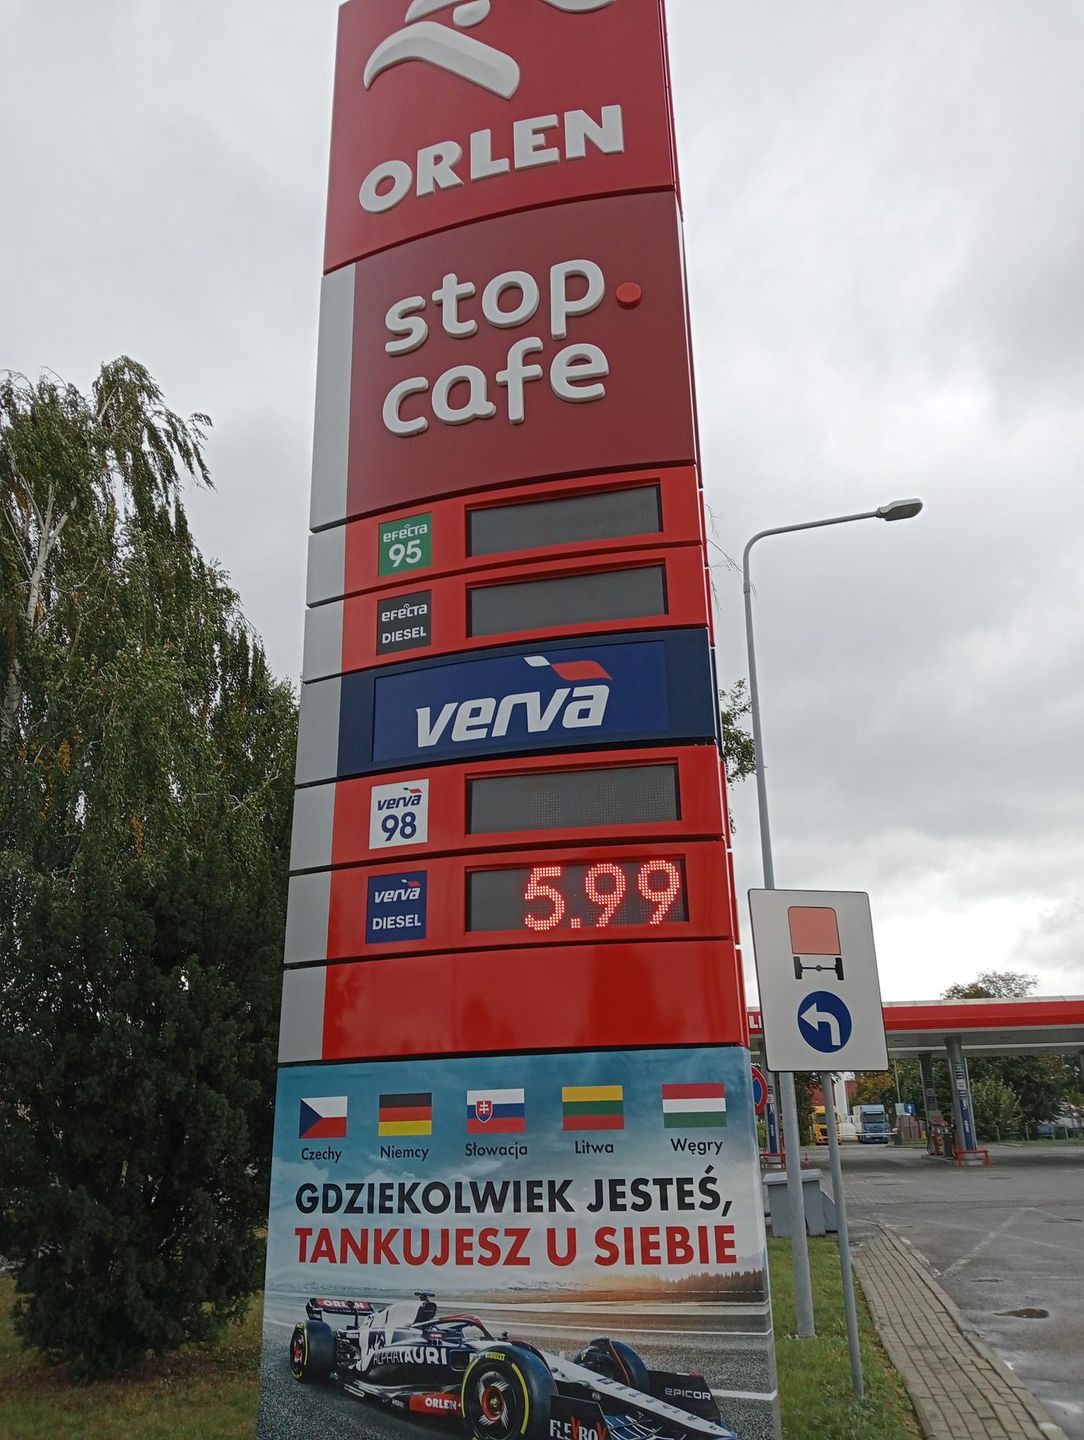 ORLEN
stop.
cafe
efecta
95
efecta
DIESEL
verva
verva
98
verva
DIESEL
5.99
Czechy Niemcy Słowacja Litwa Węgry
GDZIEKOLWIEK JESTEŚ,
TANKUJESZ U SIEBIE
ORLEN
ALPHATAURI
PIRELLI
EPICOR
ORLEN